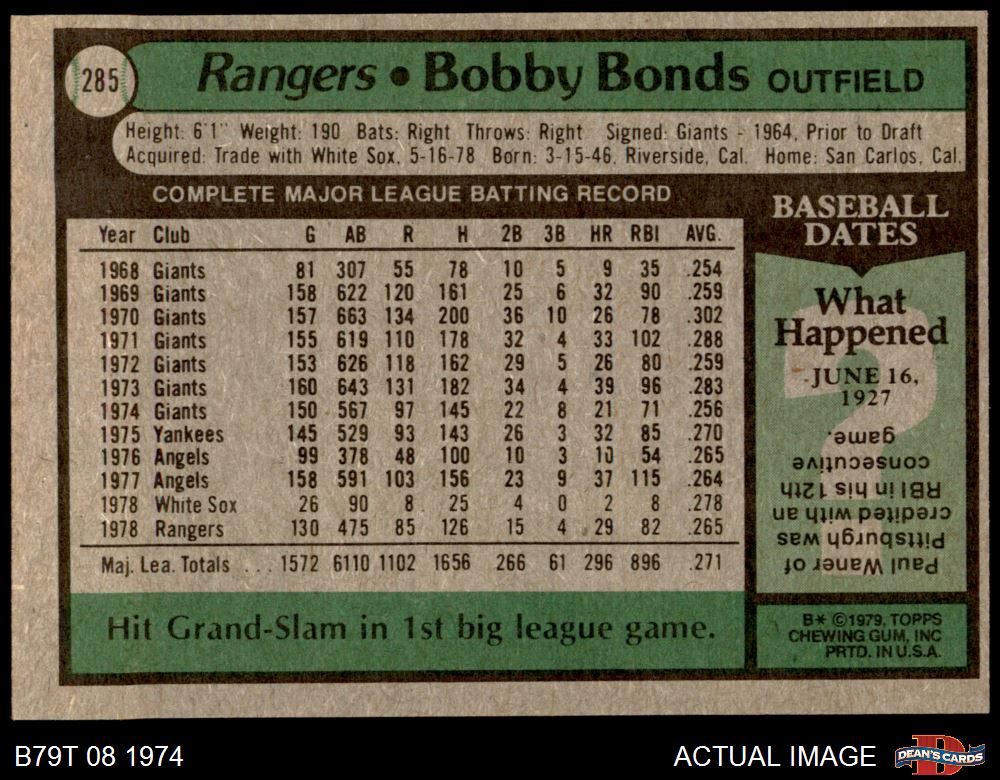 285
Rangers • Bobby Bonds OUTFIELD
Height: 6'1" Weight: 190 Bats: Right Throws: Right Signed: Giants - 1964, Prior to Draft
Acquired: Trade with White Sox, 5-16-78 Born: 3-15-46, Riverside, Cal. Home: San Carlos, Cal.
COMPLETE MAJOR LEAGUE BATTING RECORD
Year Club G AB R H 2B 3B HR RBI AVG.
1968 Giants 81 307 55 78 10 5 9 35 .254
1969 Giants 158 622 120 161 25 6 32 90 .259
1970 Giants 157 663 134 200 36 10 26 78 .302
1971 Giants 155 619 110 178 32 4 33 102 .288
1972 Giants 153 626 118 162 29 5 26 80 .259
1973 Giants 160 643 131 182 34 4 39 96 .283
1974 Giants 150 567 97 145 22 8 21 71 .256
1975 Yankees 145 529 93 143 26 3 32 85 .270
1976 Angels 99 378 48 100 10 3 10 54 .265
1977 Angels 158 591 103 156 23 9 37 115 .264
1978 White Sox 26 90 8 25 4 0 2 8 .278
1978 Rangers 130 475 85 126 15 4 29 82 .265
Maj. Lea. Totals ... 1572 6110 1102 1656 266 61 296 896 .271
Hit Grand-Slam in 1st big league game.
BASEBALL
DATES
What
Happened
JUNE 16,
1927
Paul Waner of
Pittsburgh was
credited with an
RBI in his 12th
consecutive
game.
B* ©1979, TOPPS
CHEWING GUM, INC
PRTD. IN U.S.A.
B79T 08 1974
ACTUAL IMAGE
DEAN'S CARDS